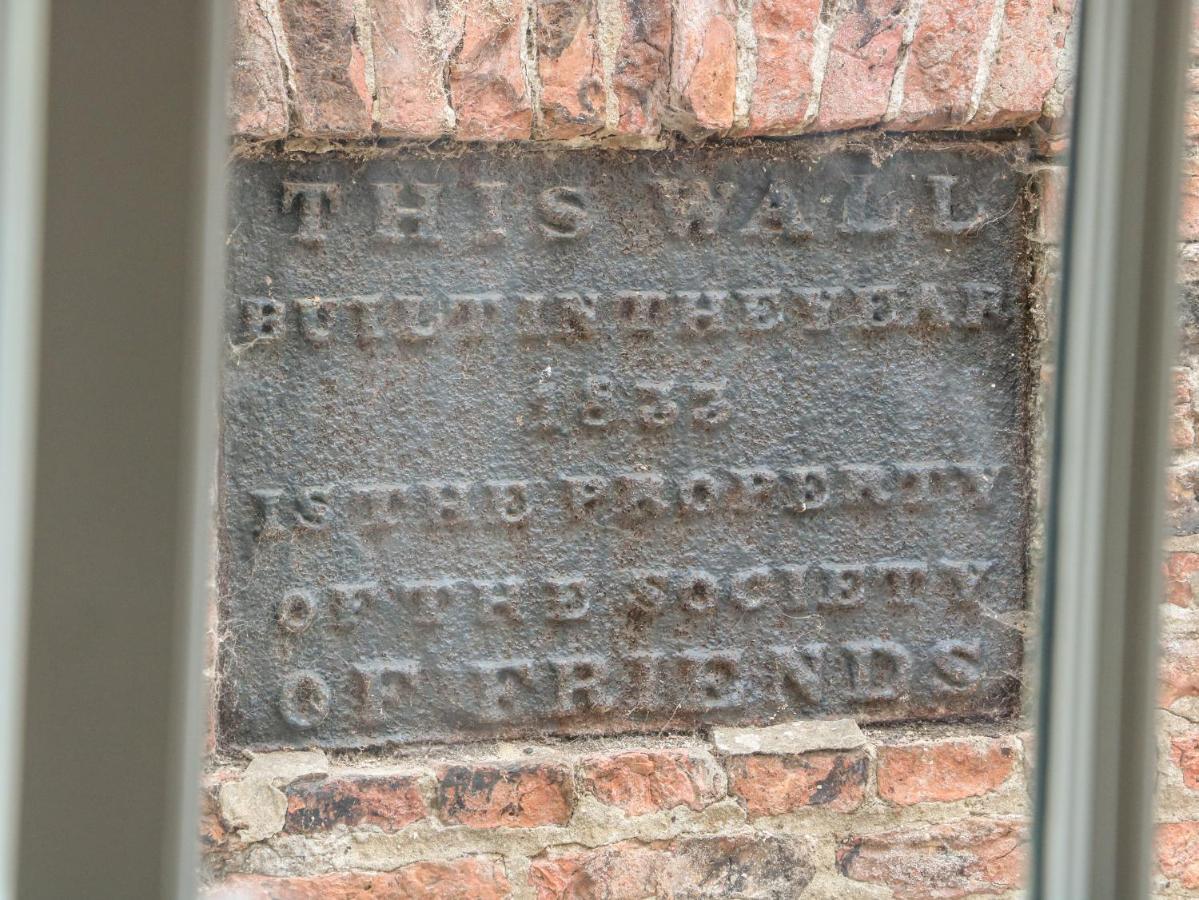 THIS WALL
BUILT IN THE YEAR
1833
IS THE PROPERTY
OF THE SOCIETY
OF FRIENDS